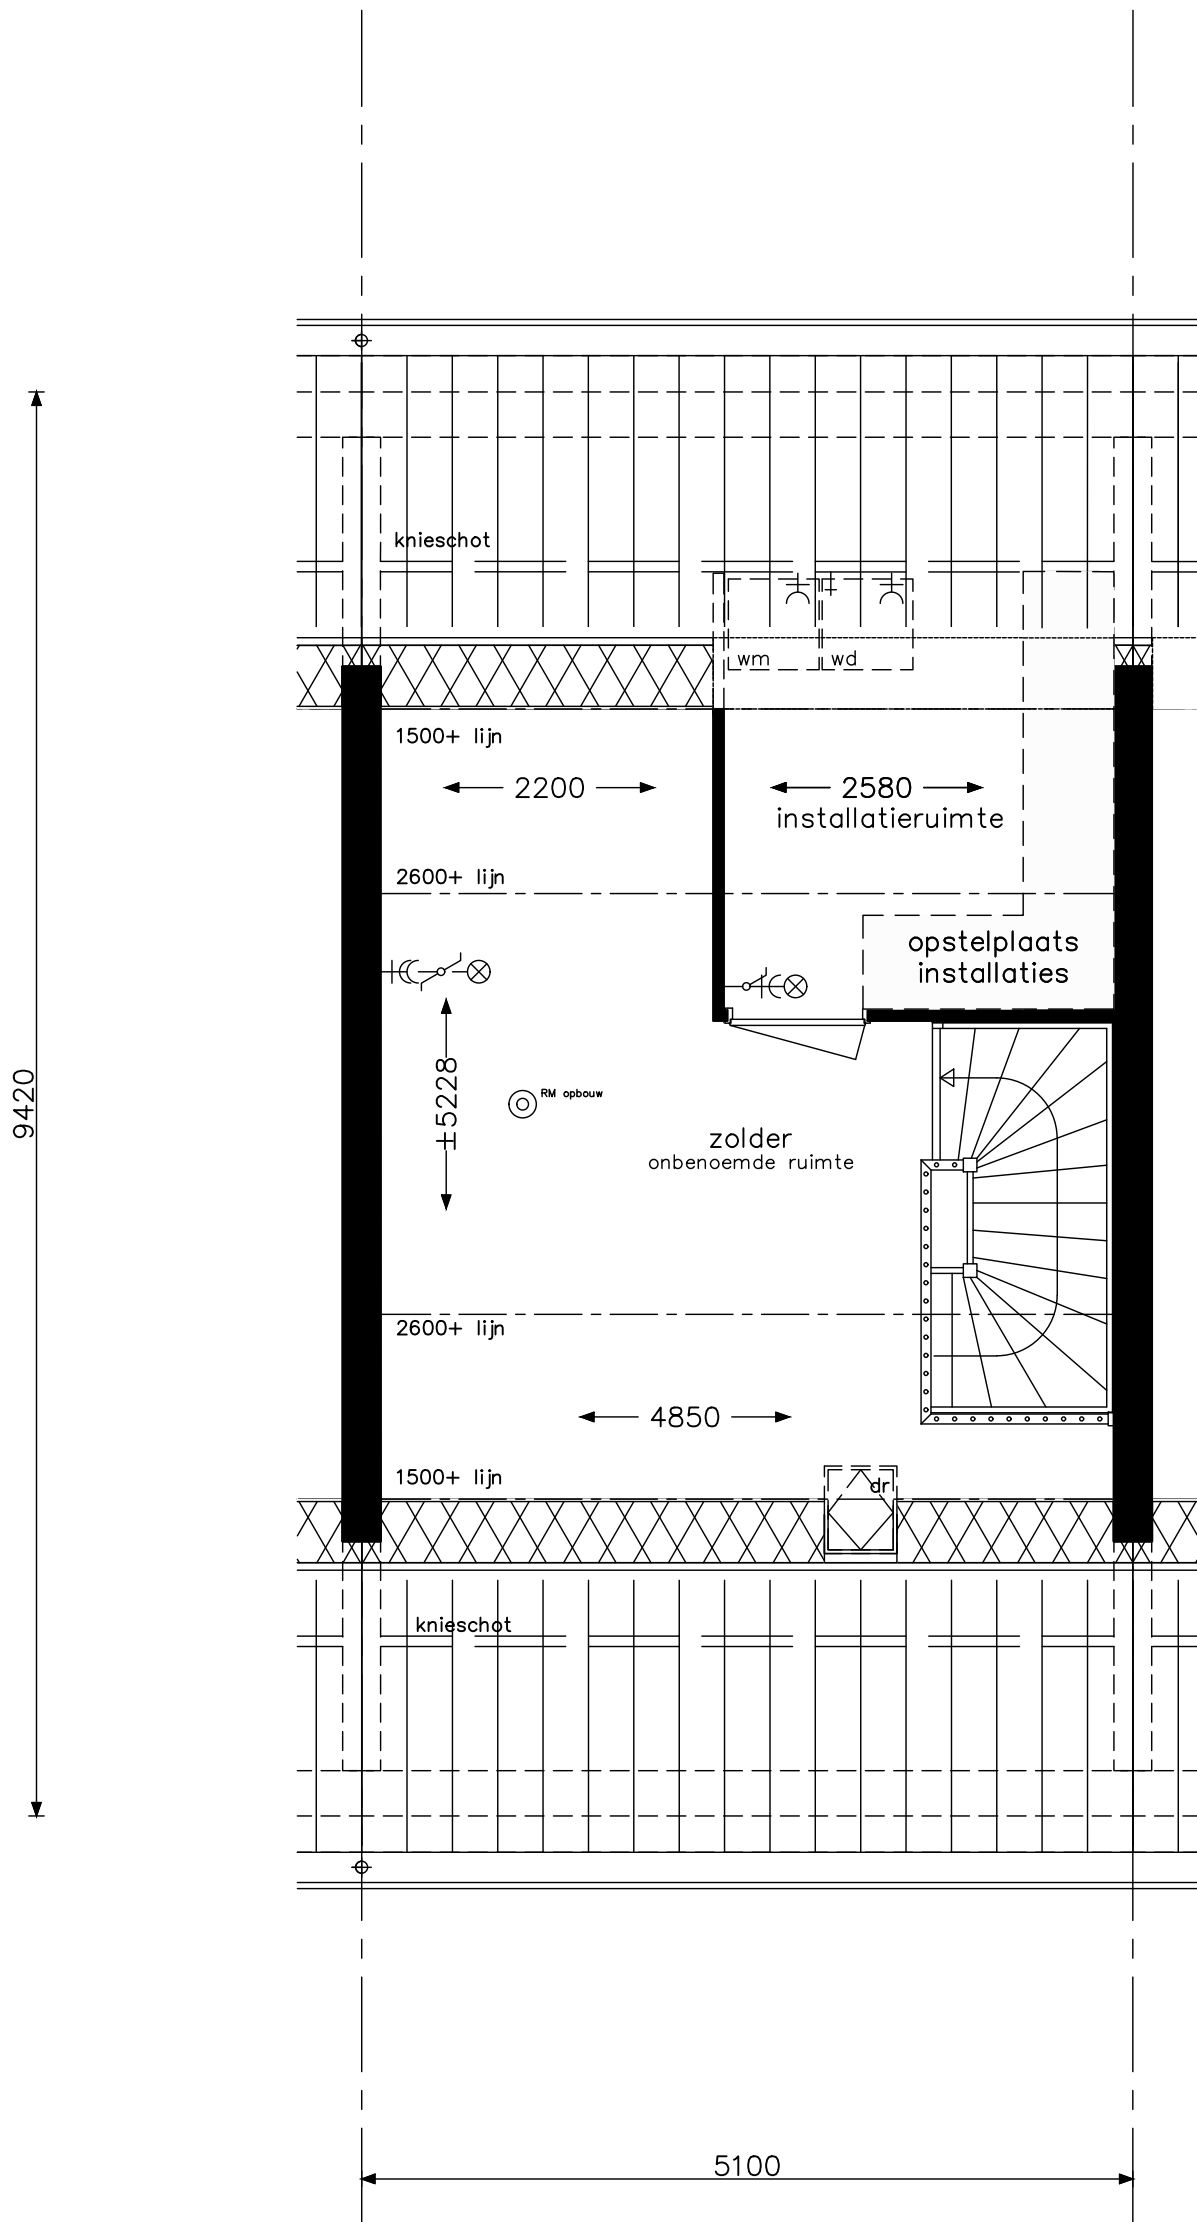 knieschot
wm
wd
1500+ lijn
2200
2580
installatieruimte
2600+ lijn
opstelplaats
installaties
±5228
9420
RM opbouw
zolder
onbenoemde ruimte
2600+ lijn
4850
1500+ lijn
dr
knieschot
5100